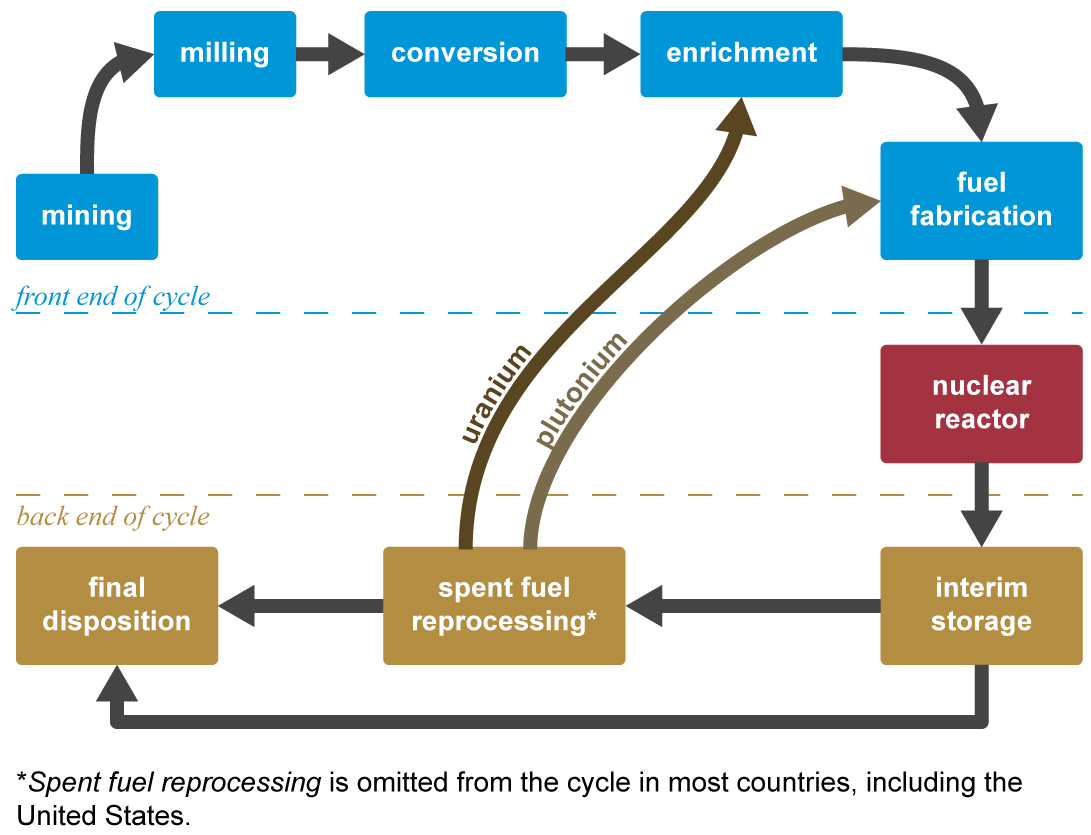 milling
conversion
enrichment
mining
fuel
fabrication
front end of cycle
uranium
plutonium
nuclear
reactor
back end of cycle
final
disposition
spent fuel
reprocessing*
interim
storage
*Spent fuel reprocessing is omitted from the cycle in most countries, including the
United States.